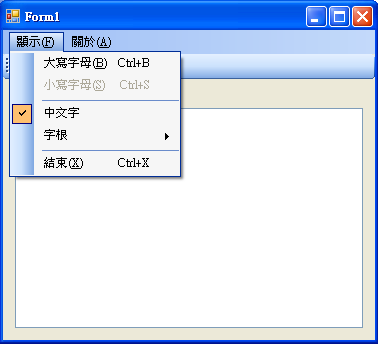 Form1
顯示(F) 關於(A)
大寫字母(B) Ctrl+B
小寫字母(S) Ctrl+S
中文字
字根
結束(X) Ctrl+X